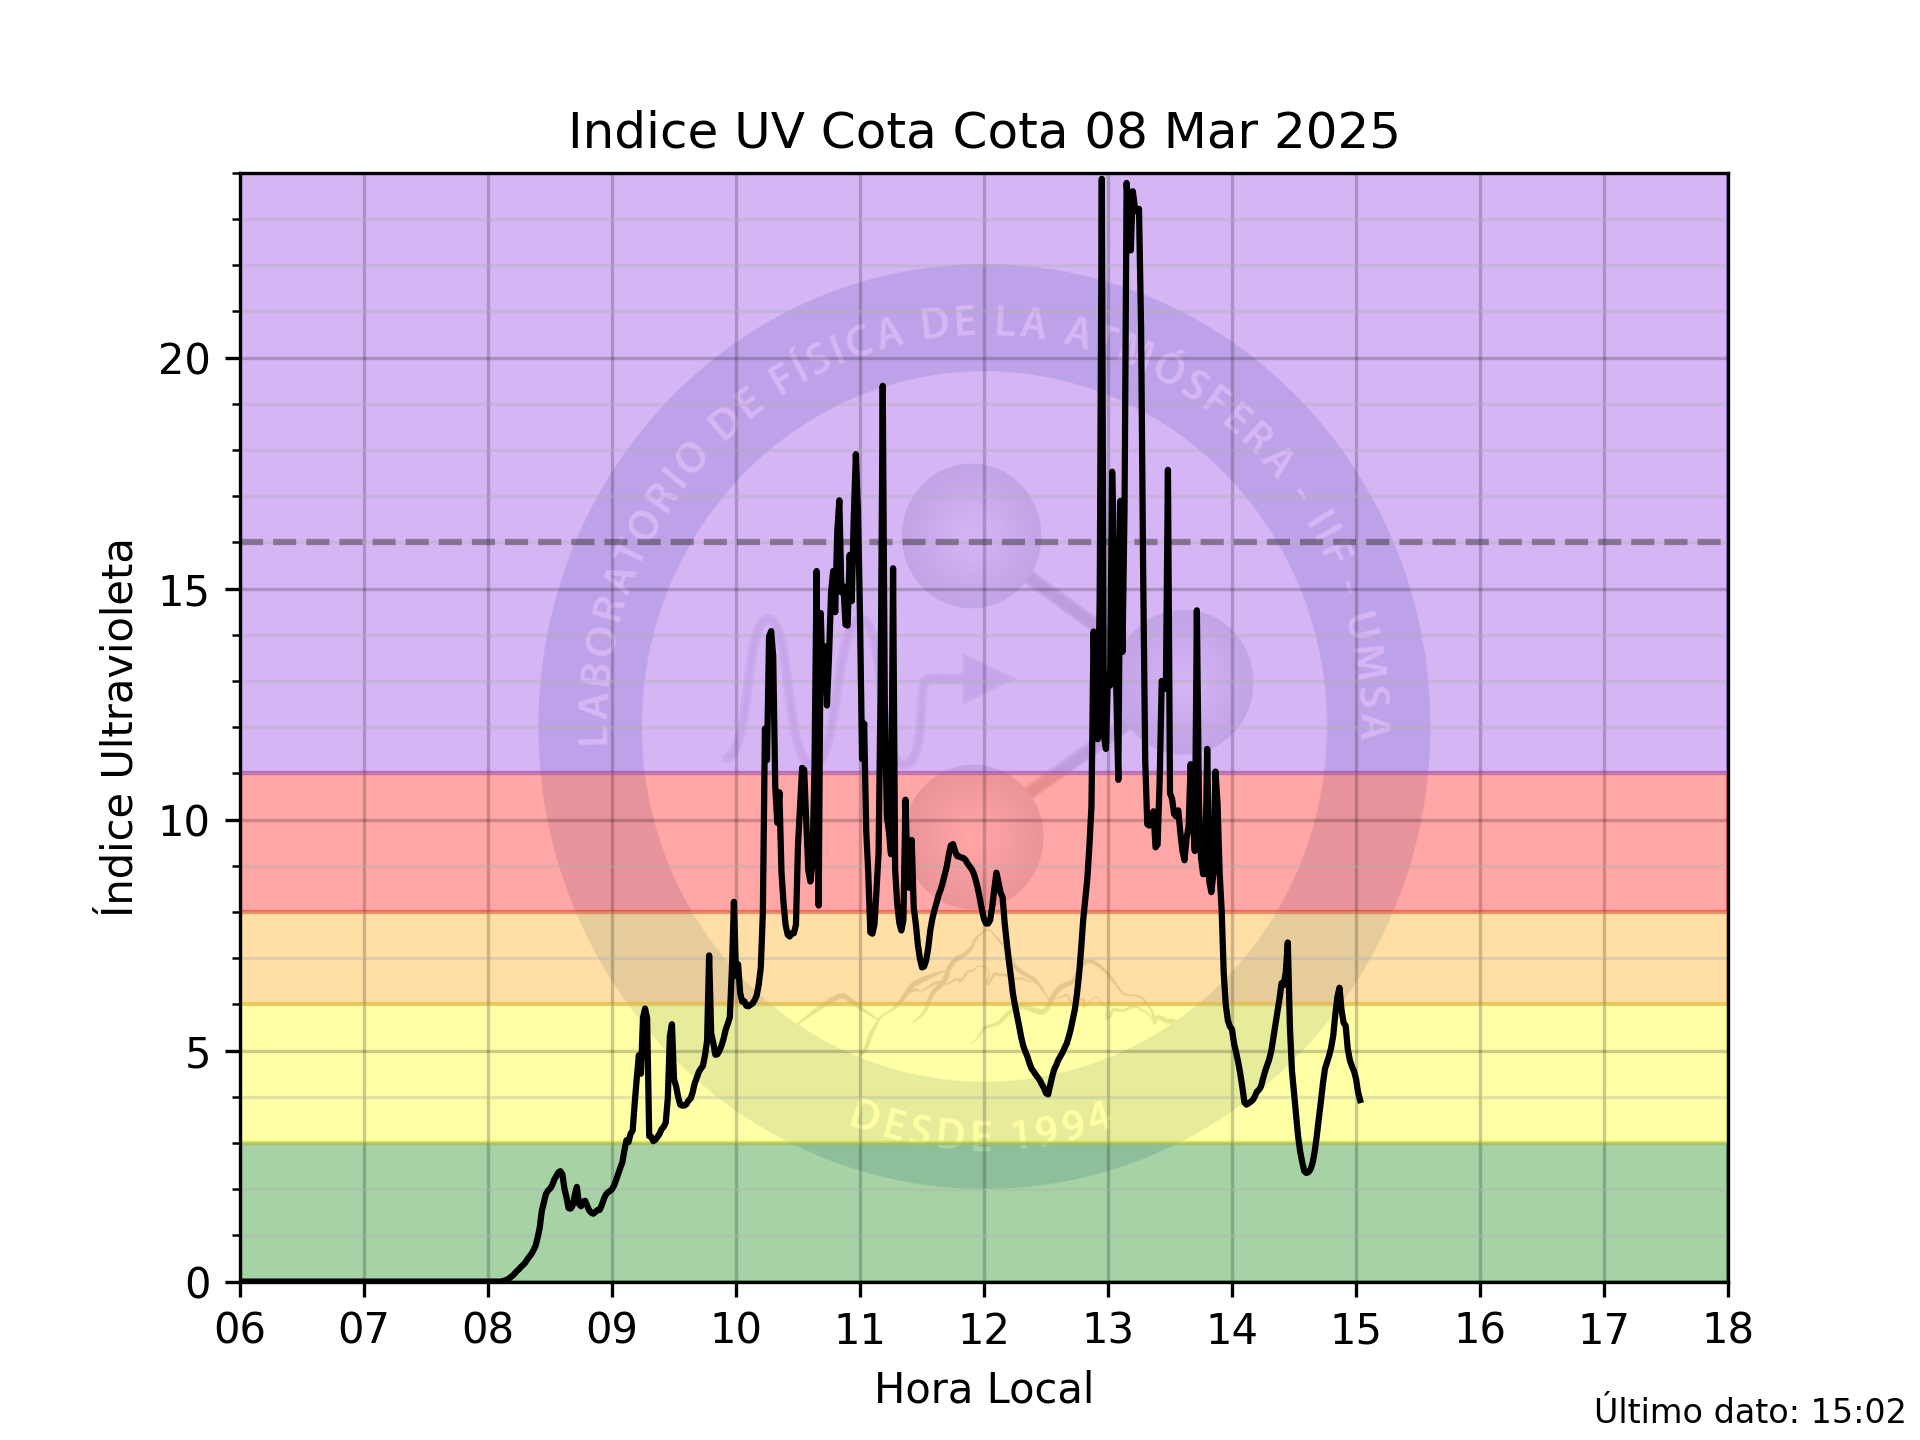 Indice UV Cota Cota 08 Mar 2025
Índice Ultravioleta
20
15
10
5
0
LABORATORIO DE FÍSICA DE LA ATMÓSFERA - IIF - UMSA
DESDE 1994
06 07 08 09 10 11 12 13 14 15 16 17 18
Hora Local
Último dato: 15:02